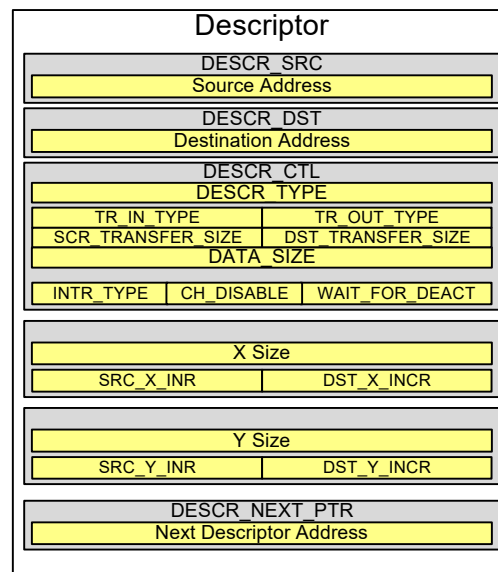 Descriptor
DESCR_SRC
Source Address
DESCR_DST
Destination Address
DESCR_CTL
DESCR_TYPE
TR_IN_TYPE TR_OUT_TYPE
SCR_TRANSFER_SIZE DST_TRANSFER_SIZE
DATA_SIZE
INTR_TYPE CH_DISABLE WAIT_FOR_DEACT
X Size
SRC_X_INR DST_X_INCR
Y Size
SRC_Y_INR DST_Y_INCR
DESCR_NEXT_PTR
Next Descriptor Address